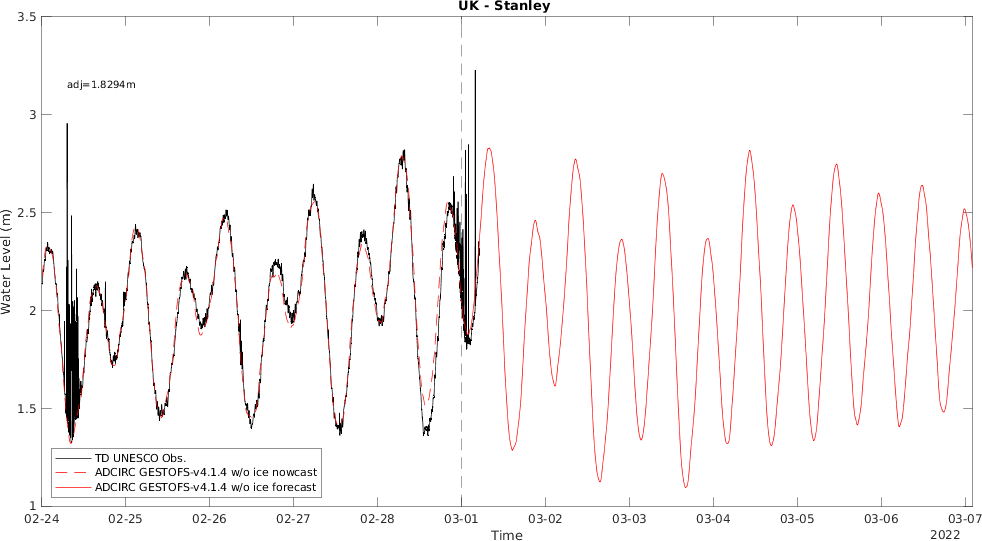 UK - Stanley
3.5
3
2.5
2
1.5
1
Water Level (m)
adj=1.8294m
TD UNESCO Obs.
ADCIRC GESTOFS-v4.1.4 w/o ice nowcast
ADCIRC GESTOFS-v4.1.4 w/o ice forecast
02-24 02-25 02-26 02-27 02-28 03-01 03-02 03-03 03-04 03-05 03-06 03-07
Time
2022